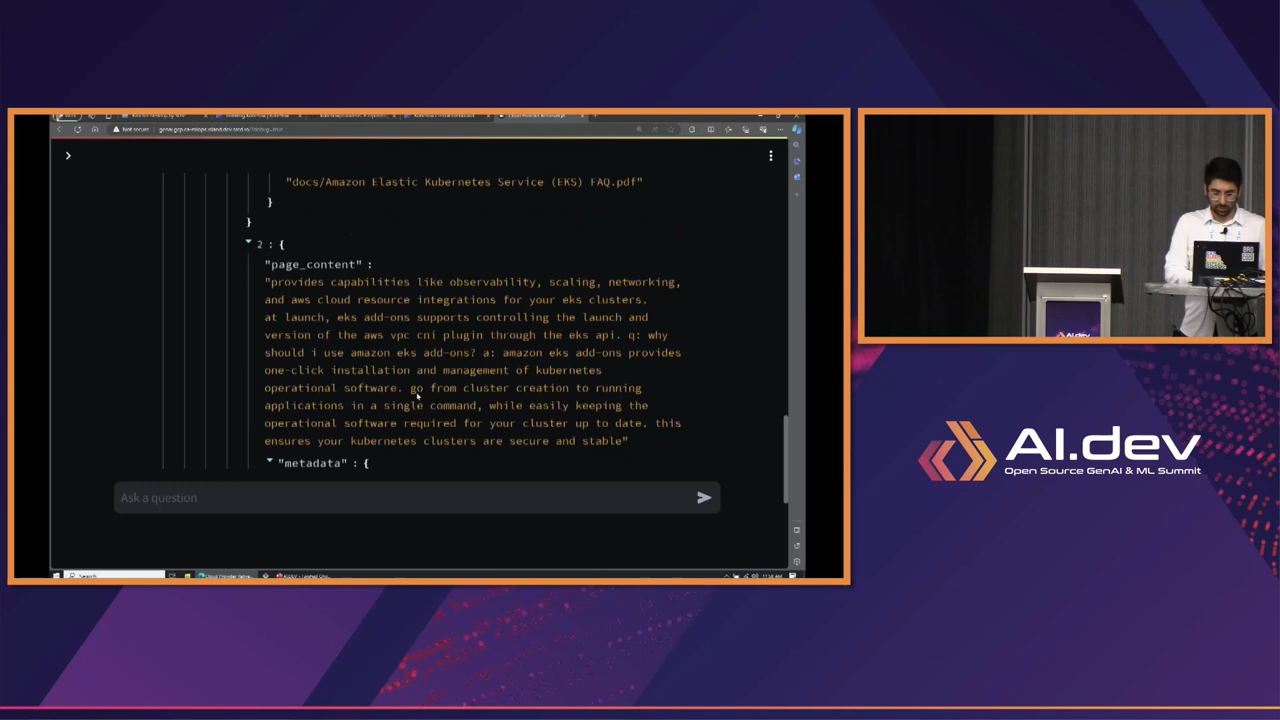 Not secure
"docs/Amazon Elastic Kubernetes Service (EKS) FAQ.pdf"
}
}
2 : {
"page_content" :
"provides capabilities like observability, scaling, networking,
and aws cloud resource integrations for your eks clusters.
at launch, eks add-ons supports controlling the launch and
version of the aws vpc cni plugin through the eks api. q: why
should i use amazon eks add-ons? a: amazon eks add-ons provides
one-click installation and management of kubernetes
operational software. go from cluster creation to running
applications in a single command, while easily keeping the
operational software required for your cluster up to date. this
ensures your kubernetes clusters are secure and stable"
"metadata" : {
Ask a question
Search
AI.dev
AI.dev
Open Source GenAI & ML Summit